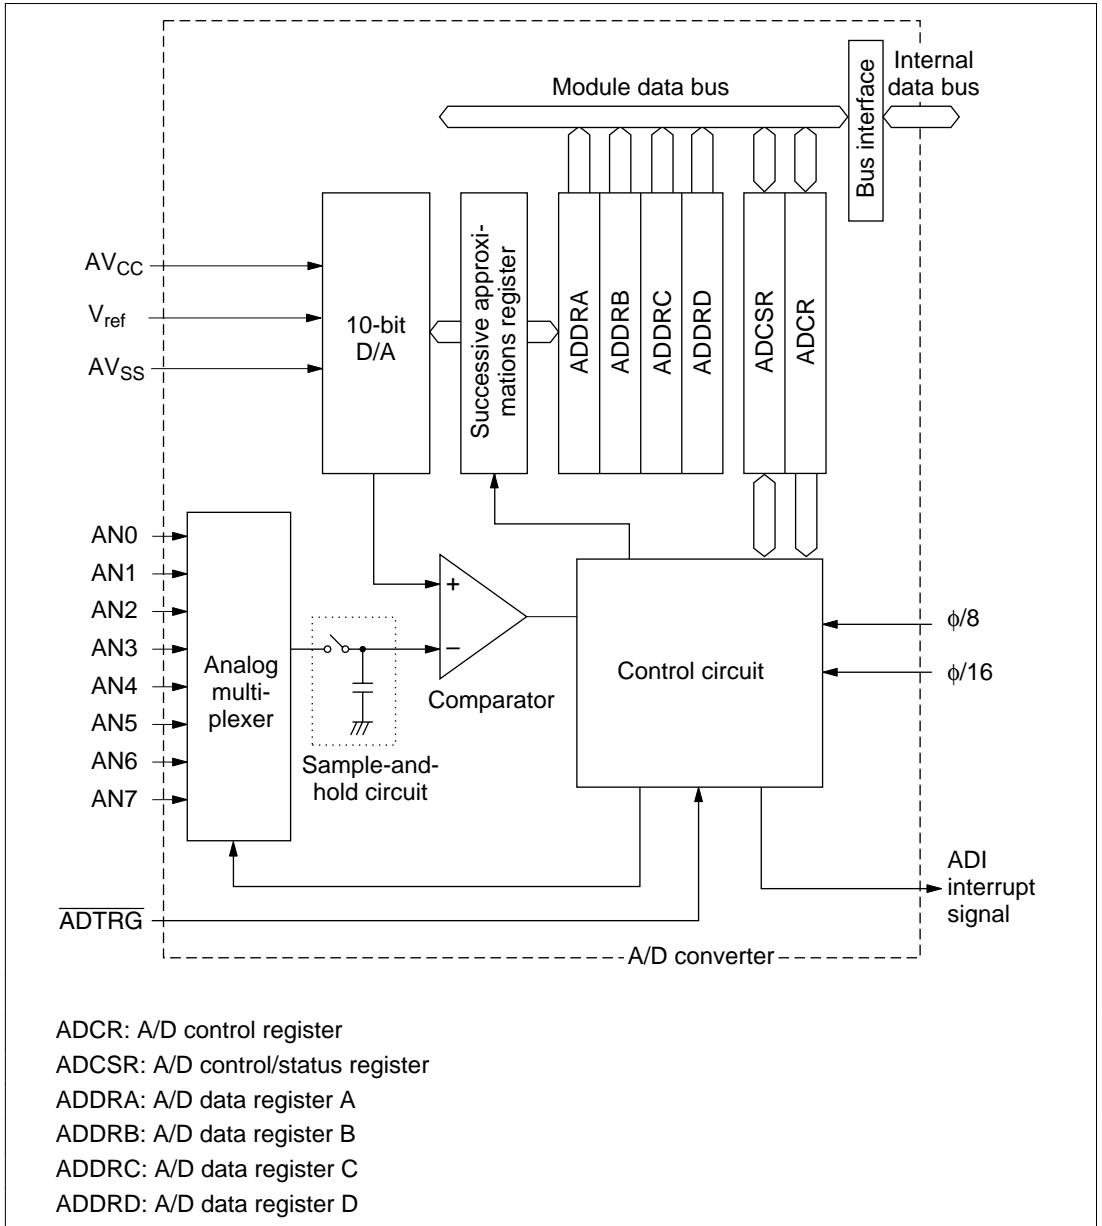 Module data bus
Internal
data bus
Bus interface
AVCC
Vref
AVSS
10-bit
D/A
Successive approxi-
mations register
ADDRA
ADDRB
ADDRC
ADDRD
ADCSR
ADCR
AN0
AN1
AN2
AN3
AN4
AN5
AN6
AN7
Analog
multi-
plexer
+
−
Comparator
Sample-and-
hold circuit
Control circuit
ϕ/8
ϕ/16
ADI
interrupt
signal
ADTRG
A/D converter
ADCR: A/D control register
ADCSR: A/D control/status register
ADDRA: A/D data register A
ADDRB: A/D data register B
ADDRC: A/D data register C
ADDRD: A/D data register D